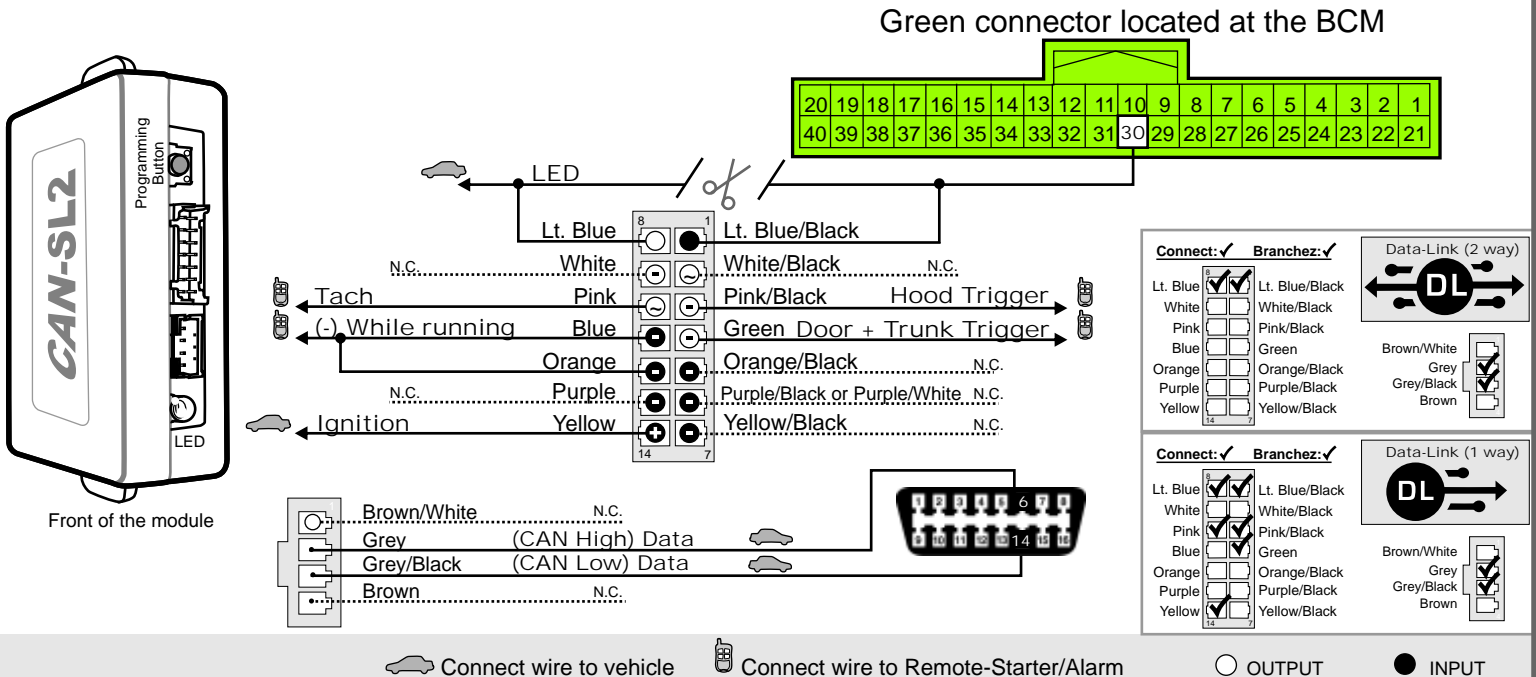 Green connector located at the BCM
20 19 18 17 16 15 14 13 12 11 10 9 8 7 6 5 4 3 2 1
40 39 38 37 36 35 34 33 32 31 30 29 28 27 26 25 24 23 22 21
Programming Button
CAN-SL2
LED
Front of the module
LED
8 1
Lt. Blue Lt. Blue/Black
N.C. White White/Black N.C.
Tach Pink Pink/Black Hood Trigger
(-) While running Blue Green Door + Trunk Trigger
Orange Orange/Black N.C.
N.C. Purple Purple/Black or Purple/White N.C.
Ignition Yellow Yellow/Black N.C.
14 7
Brown/White N.C.
Grey (CAN High) Data
Grey/Black (CAN Low) Data
Brown N.C.
1 2 3 4 5 6 7 8
9 10 11 12 13 14 15 16
Connect: Branchez:
8
Lt. Blue Lt. Blue/Black
White White/Black
Pink Pink/Black
Blue Green
Orange Orange/Black
Purple Purple/Black
Yellow Yellow/Black
14 7
Data-Link (2 way)
DL
Brown/White
Grey
Grey/Black
Brown
Connect: Branchez:
8
Lt. Blue Lt. Blue/Black
White White/Black
Pink Pink/Black
Blue Green
Orange Orange/Black
Purple Purple/Black
Yellow Yellow/Black
14 7
Data-Link (1 way)
DL
Brown/White
Grey
Grey/Black
Brown
Connect wire to vehicle Connect wire to Remote-Starter/Alarm OUTPUT INPUT